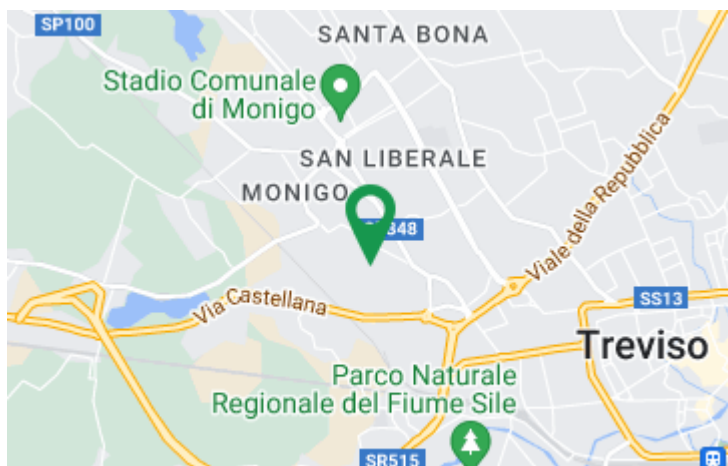 SP100
SANTA BONA
Stadio Comunale
di Monigo
SAN LIBERALE
MONIGO
348
Viale della Repubblica
Via Castellana
SS13
Treviso
Parco Naturale
Regionale del Fiume Sile
SR515